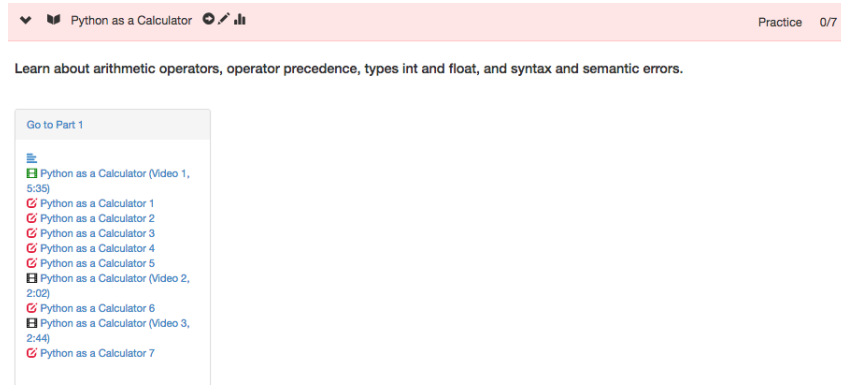 Python as a Calculator
Practice 0/7
Learn about arithmetic operators, operator precedence, types int and float, and syntax and semantic errors.
Go to Part 1
Python as a Calculator (Video 1,
5:35)
Python as a Calculator 1
Python as a Calculator 2
Python as a Calculator 3
Python as a Calculator 4
Python as a Calculator 5
Python as a Calculator (Video 2,
2:02)
Python as a Calculator 6
Python as a Calculator (Video 3,
2:44)
Python as a Calculator 7